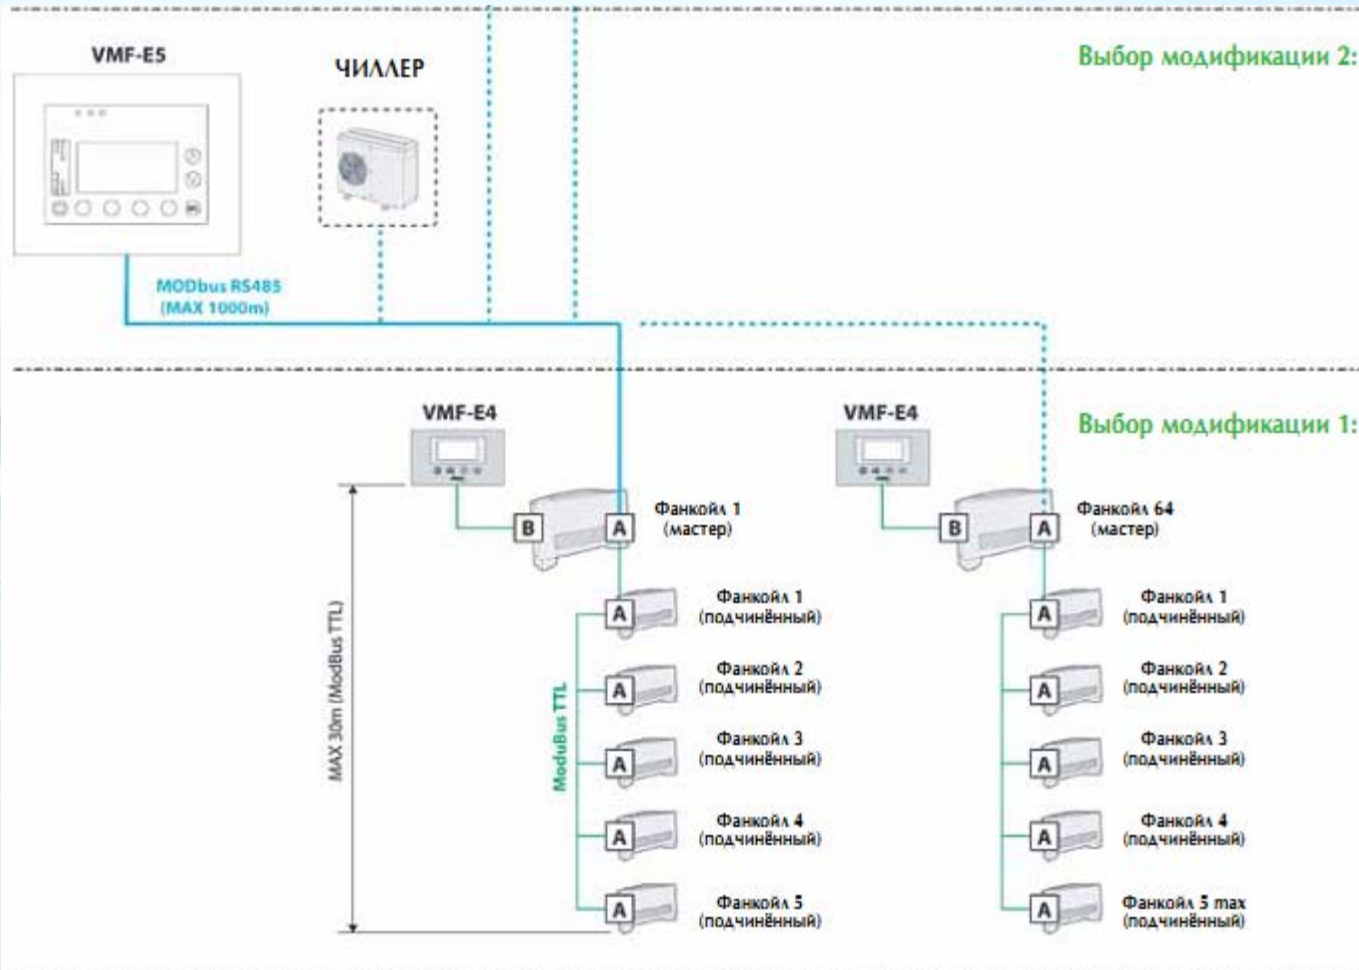 VMF-E5
ЧИЛЛЕР
Выбор модификации 2:
MODbus RS485
(MAX 1000m)
VMF-E4
VMF-E4
Выбор модификации 1:
B
A
Фанкойл 1
(мастер)
B
A
Фанкойл 64
(мастер)
MAX 30m (ModBus TTL)
ModuBus TTL
A
Фанкойл 1
(подчинённый)
A
Фанкойл 1
(подчинённый)
A
Фанкойл 2
(подчинённый)
A
Фанкойл 2
(подчинённый)
A
Фанкойл 3
(подчинённый)
A
Фанкойл 3
(подчинённый)
A
Фанкойл 4
(подчинённый)
A
Фанкойл 4
(подчинённый)
A
Фанкойл 5
(подчинённый)
A
Фанкойл 5 max
(подчинённый)